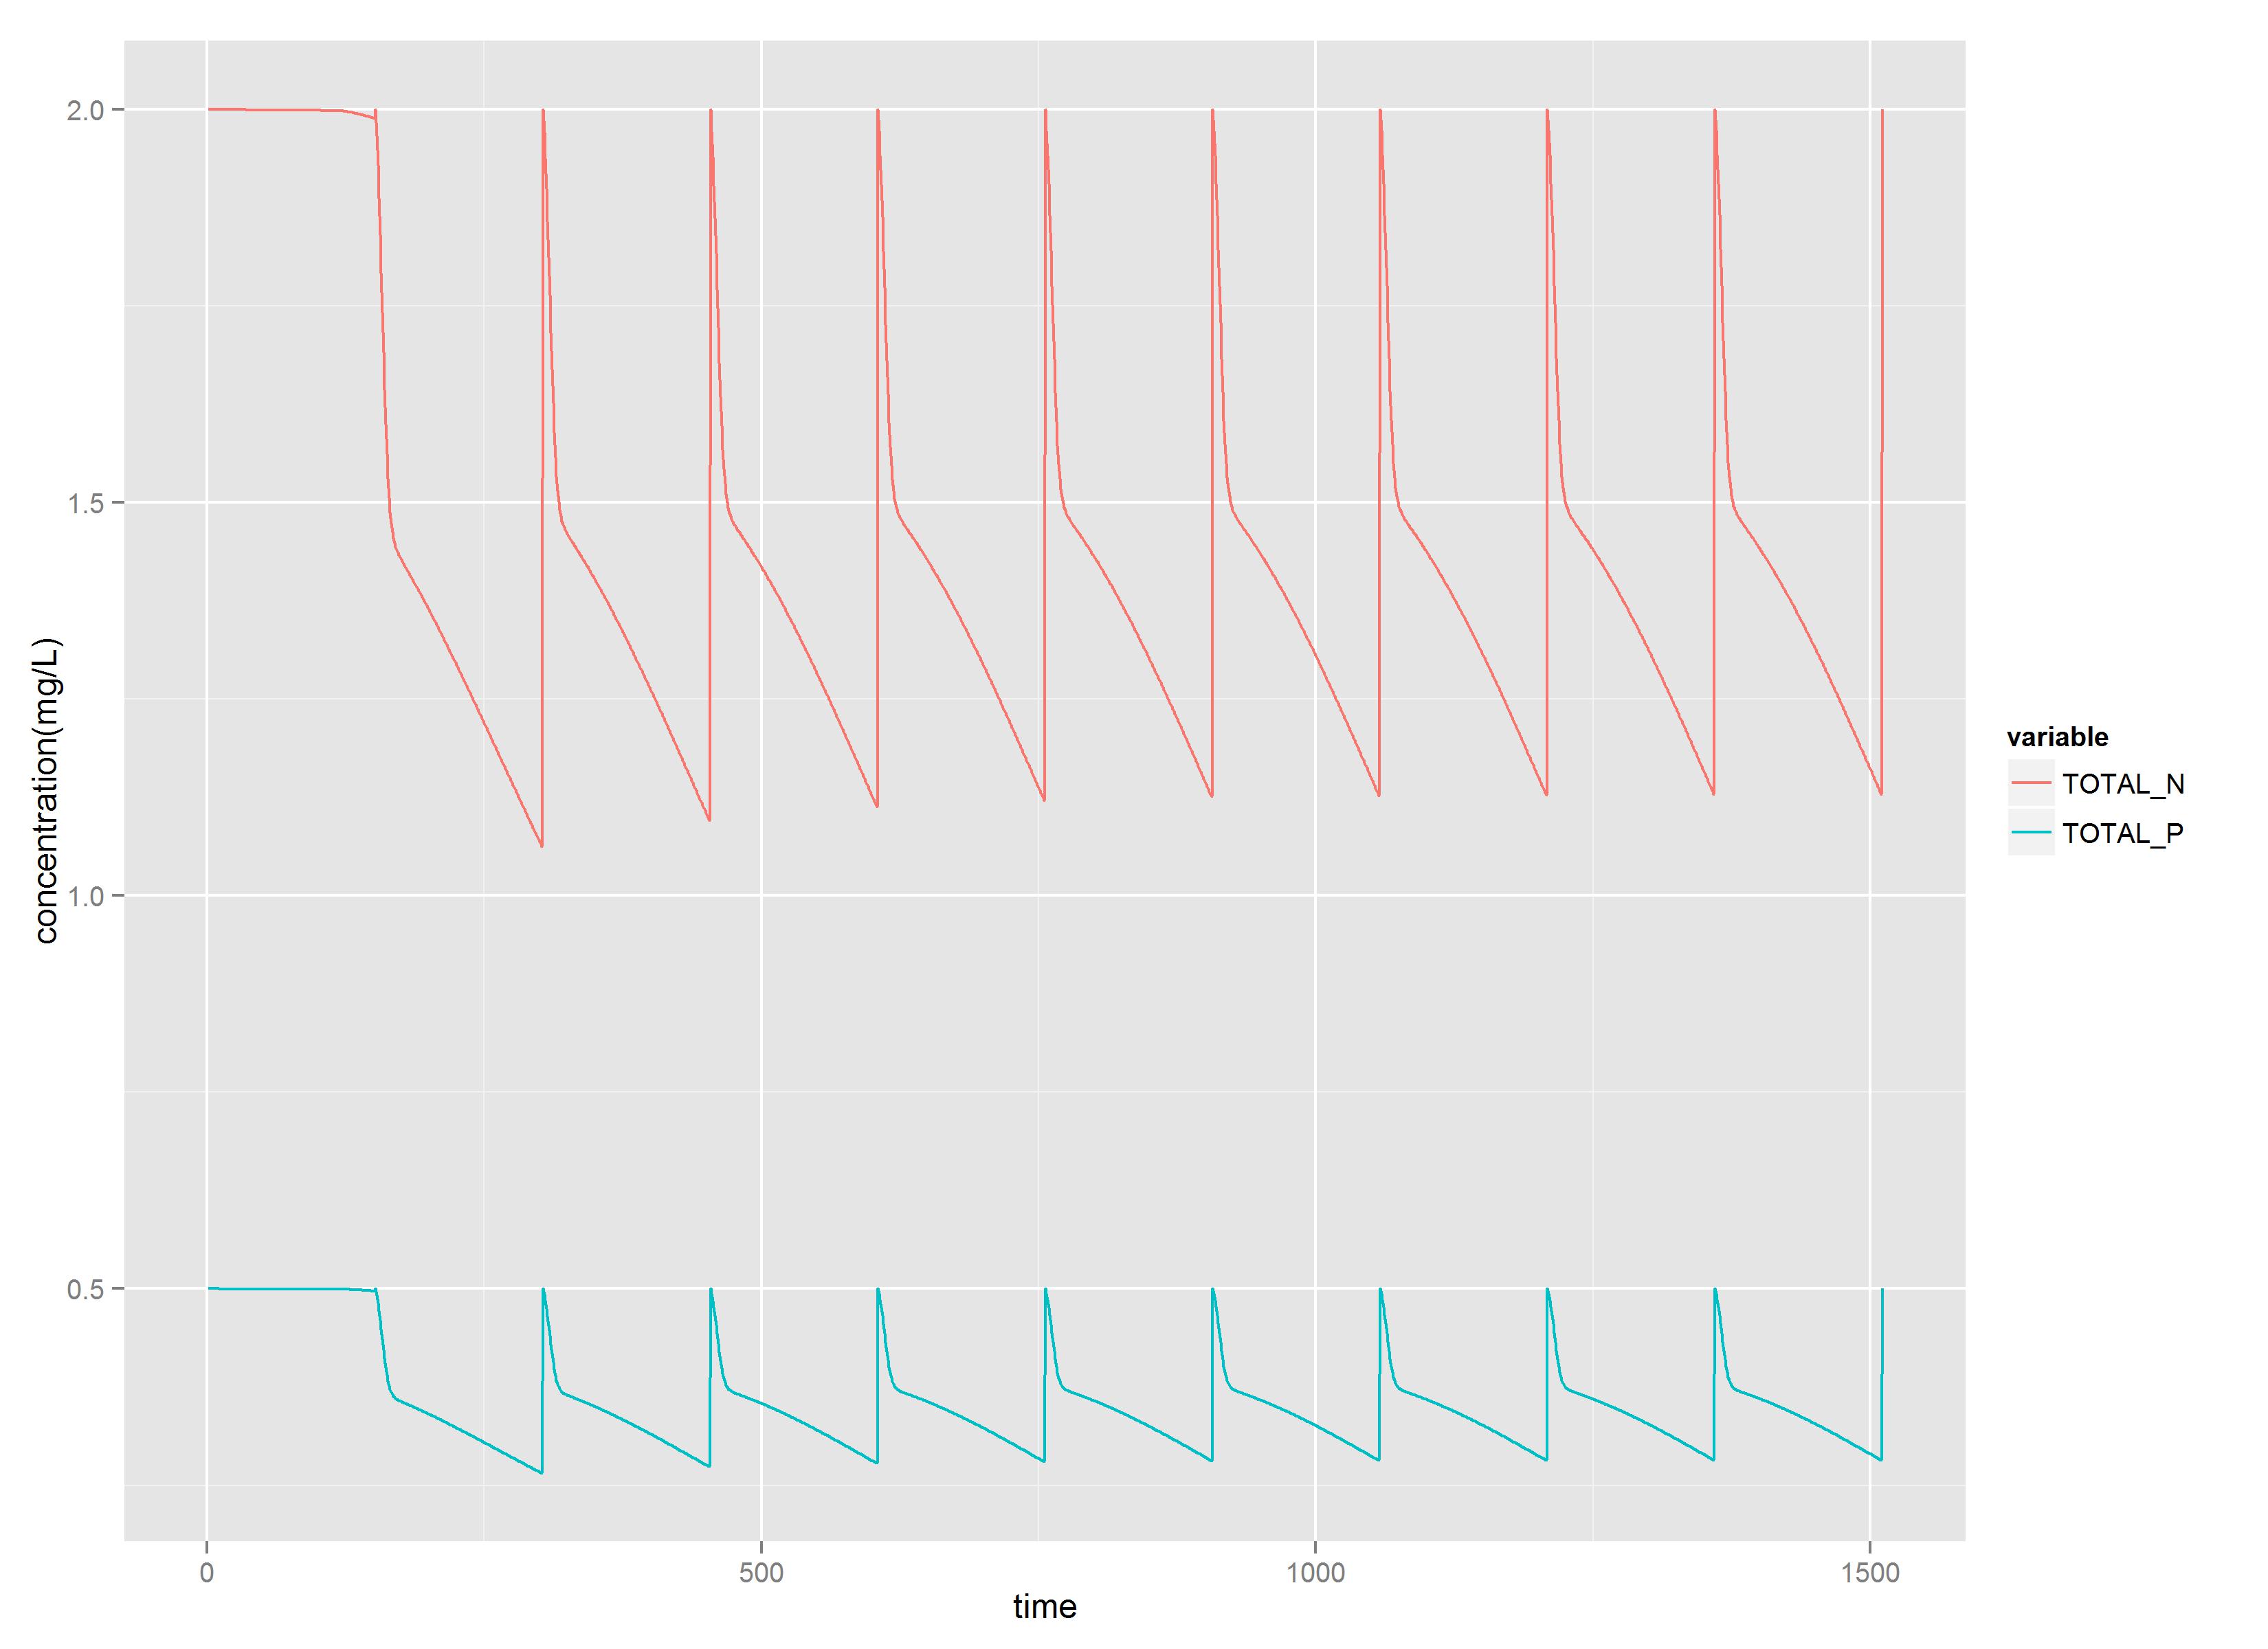 2.0
1.5
1.0
0.5
concentration(mg/L)
0 500 1000 1500
time
variable
TOTAL_N
TOTAL_P